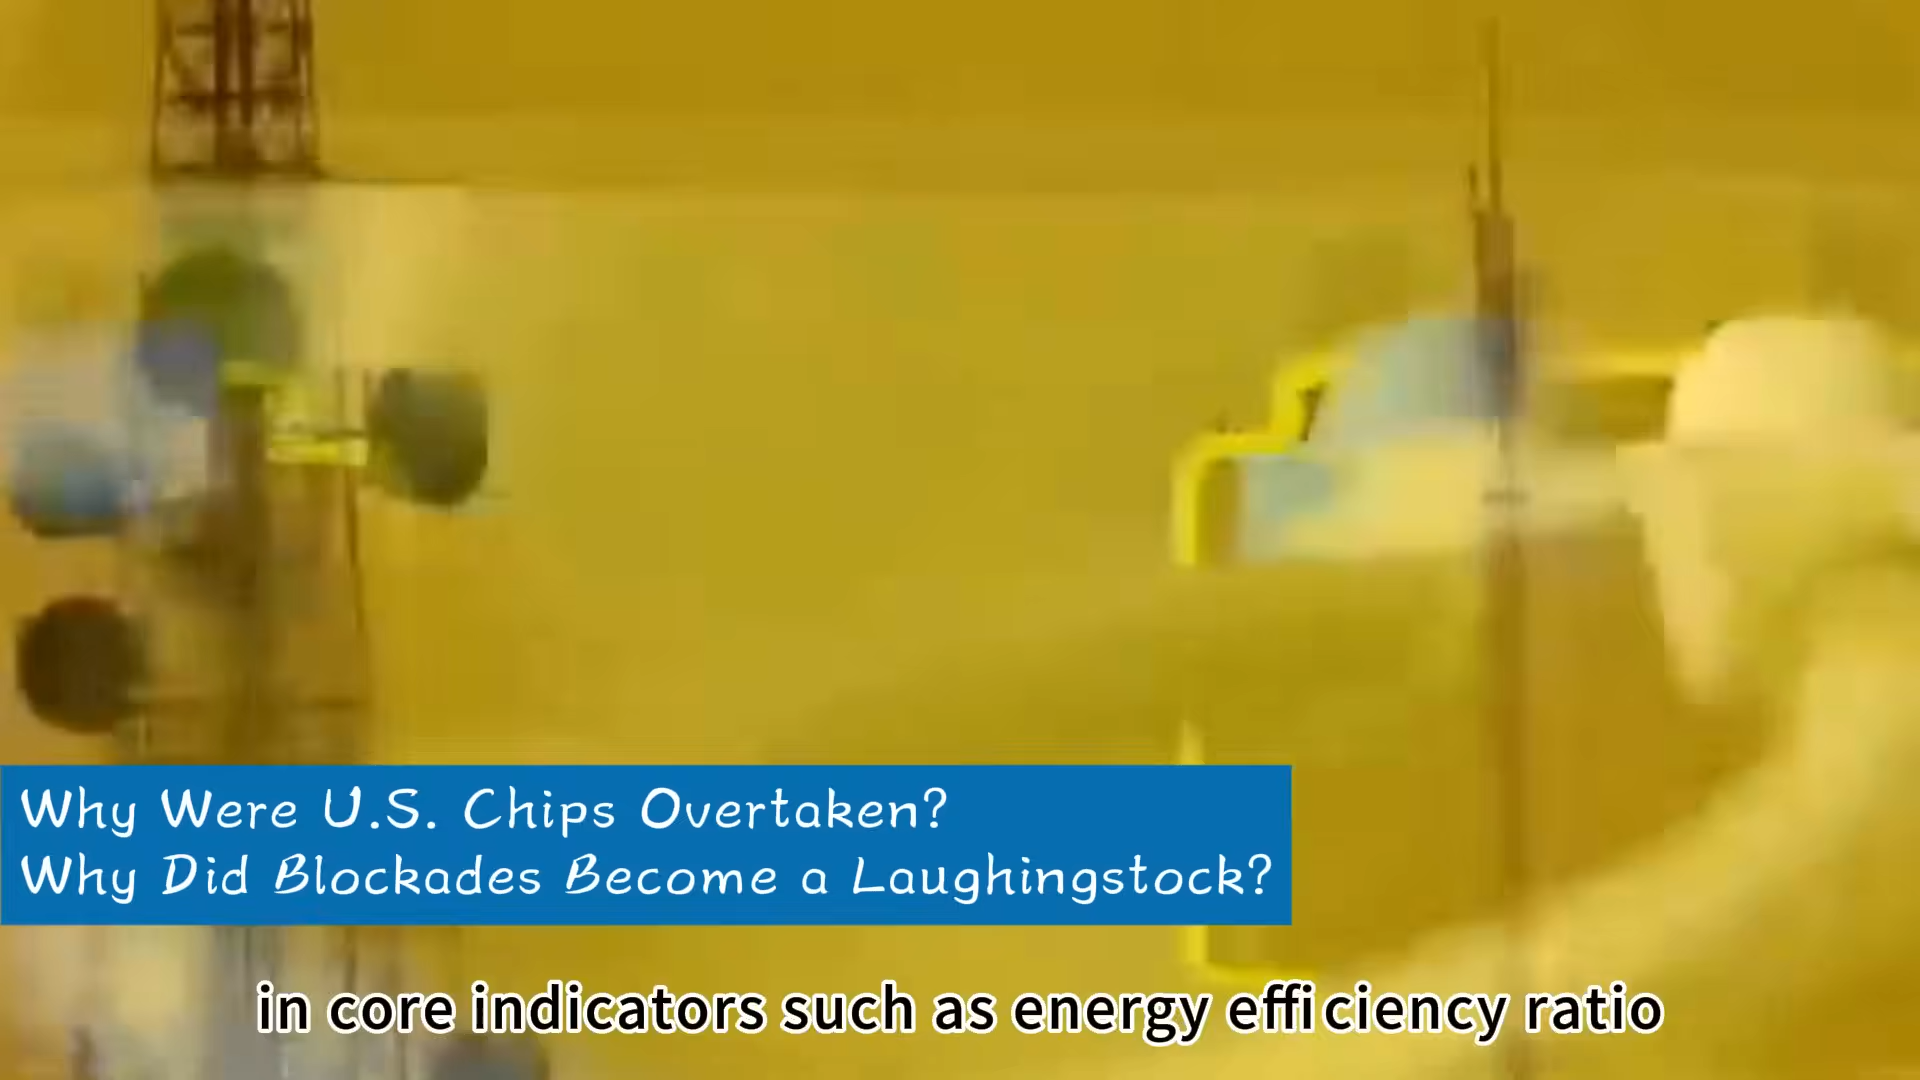 Why Were U.S. Chips Overtaken?
Why Did Blockades Become a Laughingstock?
in core indicators such as energy efficiency ratio